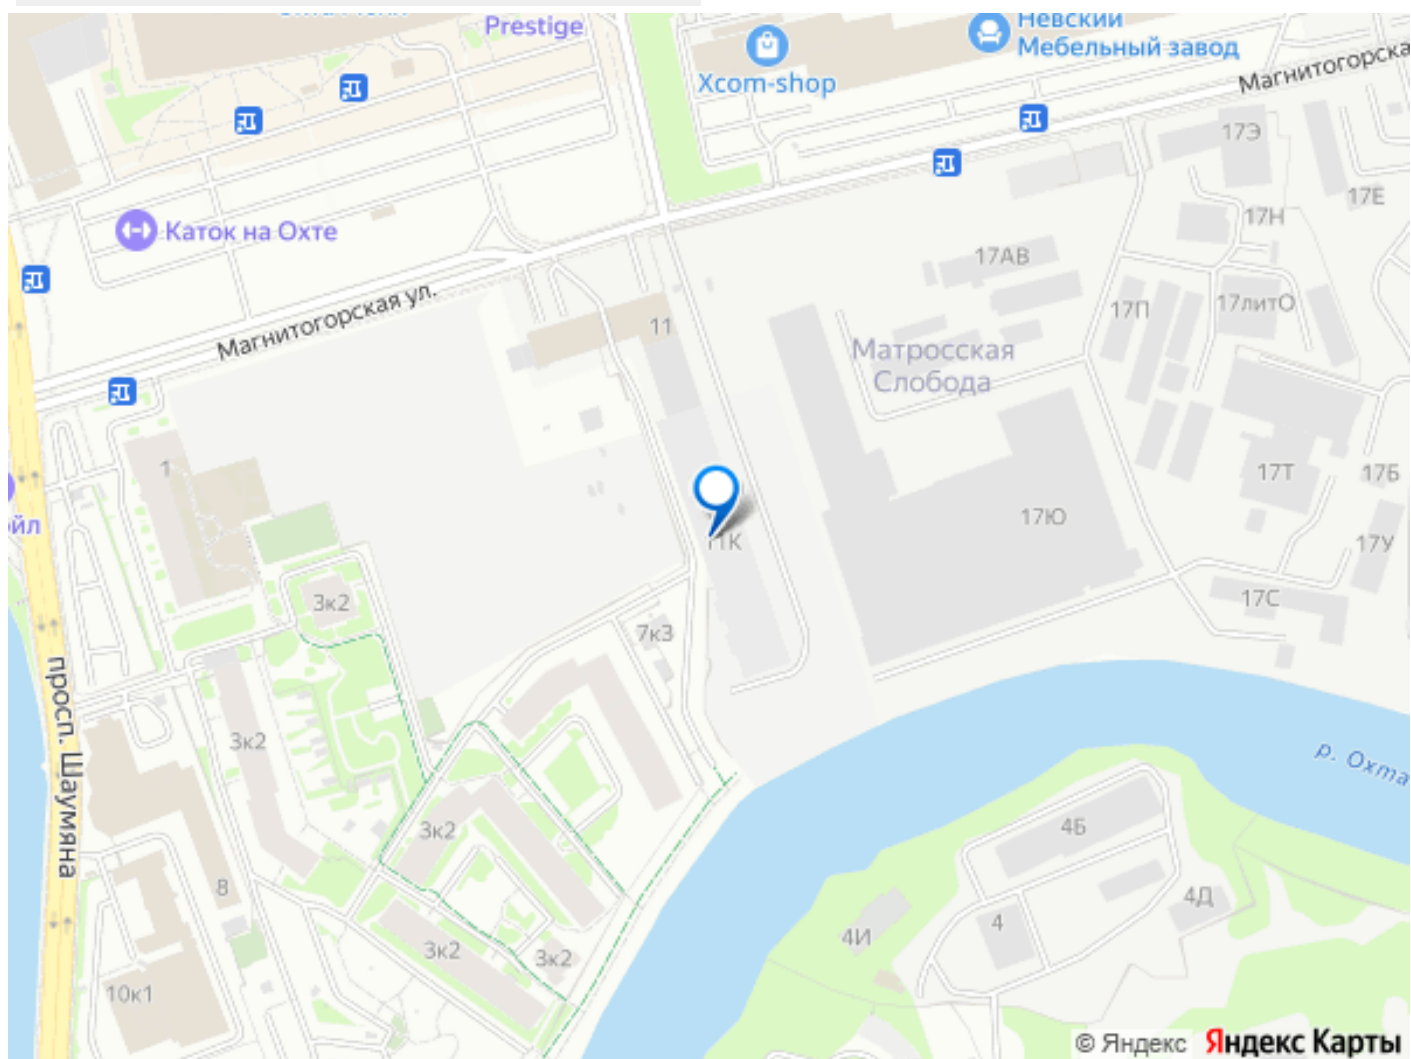 Prestige
Невский
Мебельный завод
Xcom-shop
Магнитогорска
17Э
17Е
17Н
Каток на Охте
17АВ
Магнитогорская ул.
17П
17литО
11
Матросская
Слобода
1
17Т
17Б
ойл
17Ю
11К
17У
3к2
17С
7к3
просп. Шаумяна
3к2
р. Охта
3к2
4Б
8
4Д
4И
4
3к2
3к2
10к1
© Яндекс Яндекс Карты